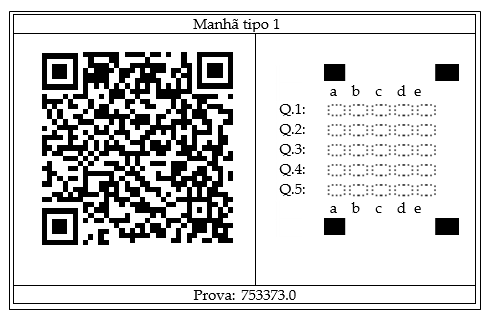 Manhã tipo 1
a b c d e
Q.1:
Q.2:
Q.3:
Q.4:
Q.5:
a b c d e
Prova: 753373.0